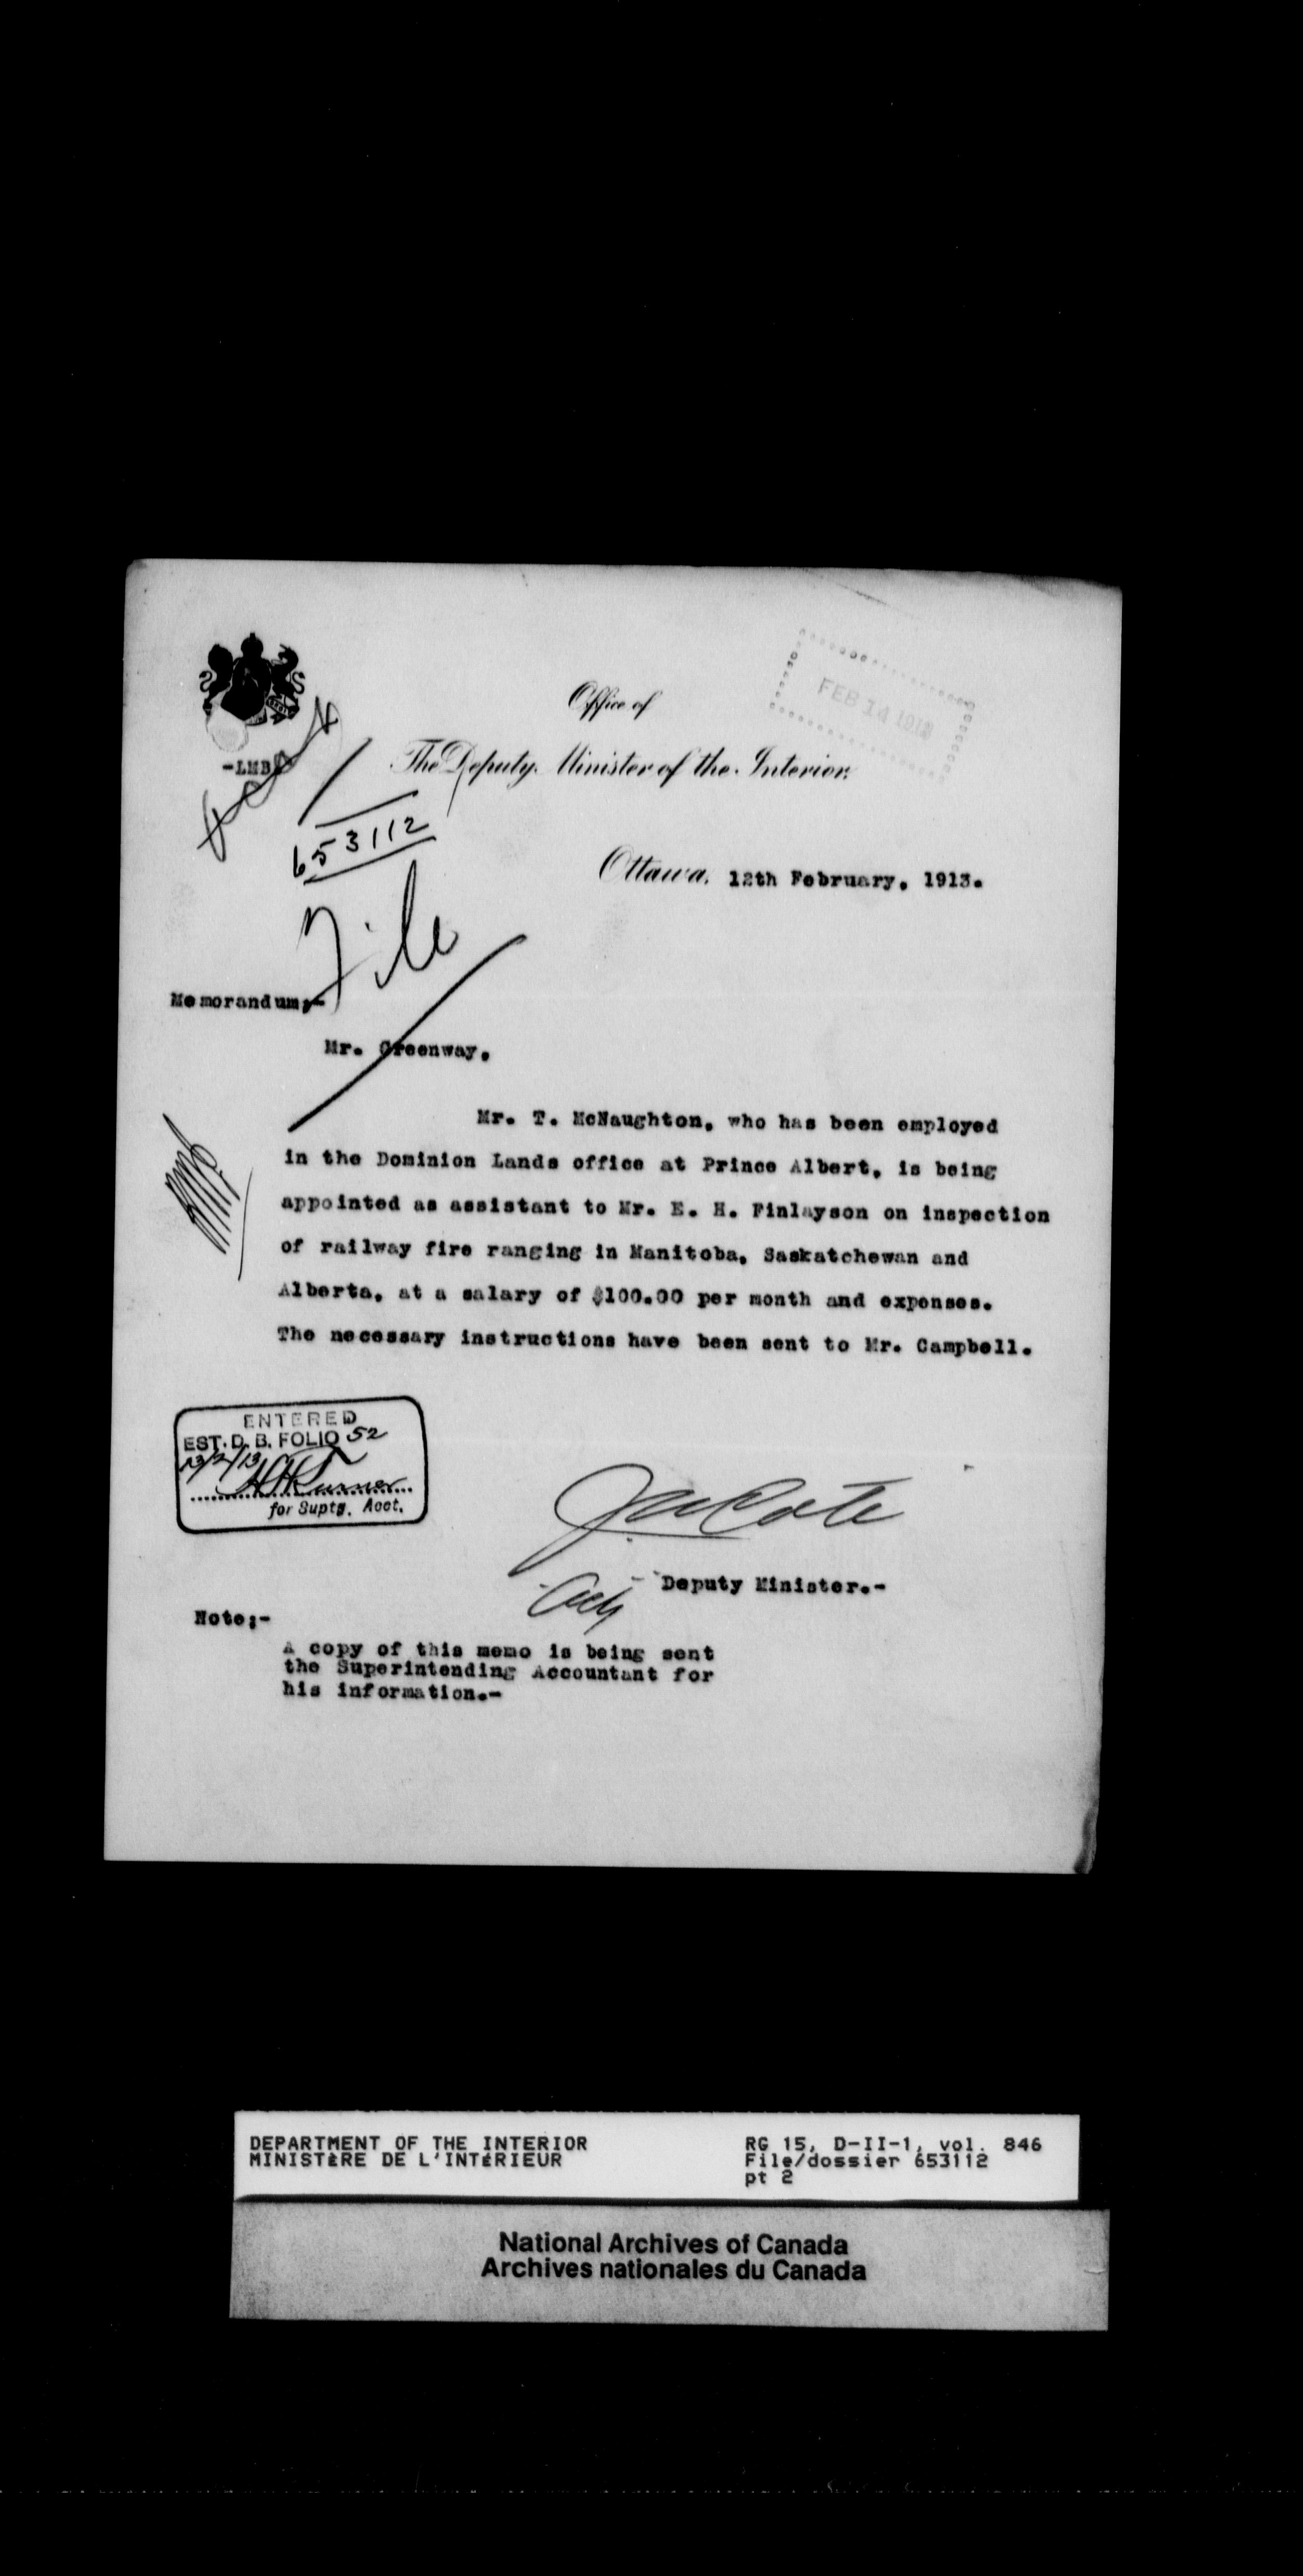 FEB 14 1913
Office of
-LMB
The Deputy Minister of the Interior.
653112
Ottawa, 12th February, 1913.
File
Memorandum;-
Mr. Greenway.
Mr. T. McNaughton, who has been employed
in the Dominion Lands office at Prince Albert, is being
appointed as assistant to Mr. E. H. Finlayson on inspection
of railway fire ranging in Manitoba, Saskatchewan and
Alberta, at a salary of $100.00 per month and expenses.
The necessary instructions have been sent to Mr. Campbell.
ENTERED
EST. D. B. FOLIO 52
13/2/13
Turner
for Suptg. Acct.
Cote
Deputy Minister.-
Note;-
A copy of this memo is being sent
the Superintending Accountant for
his information.-
DEPARTMENT OF THE INTERIOR
MINISTÈRE DE L'INTÉRIEUR
RG 15, D-II-1, vol. 846
File/dossier 653112
pt 2
National Archives of Canada
Archives nationales du Canada